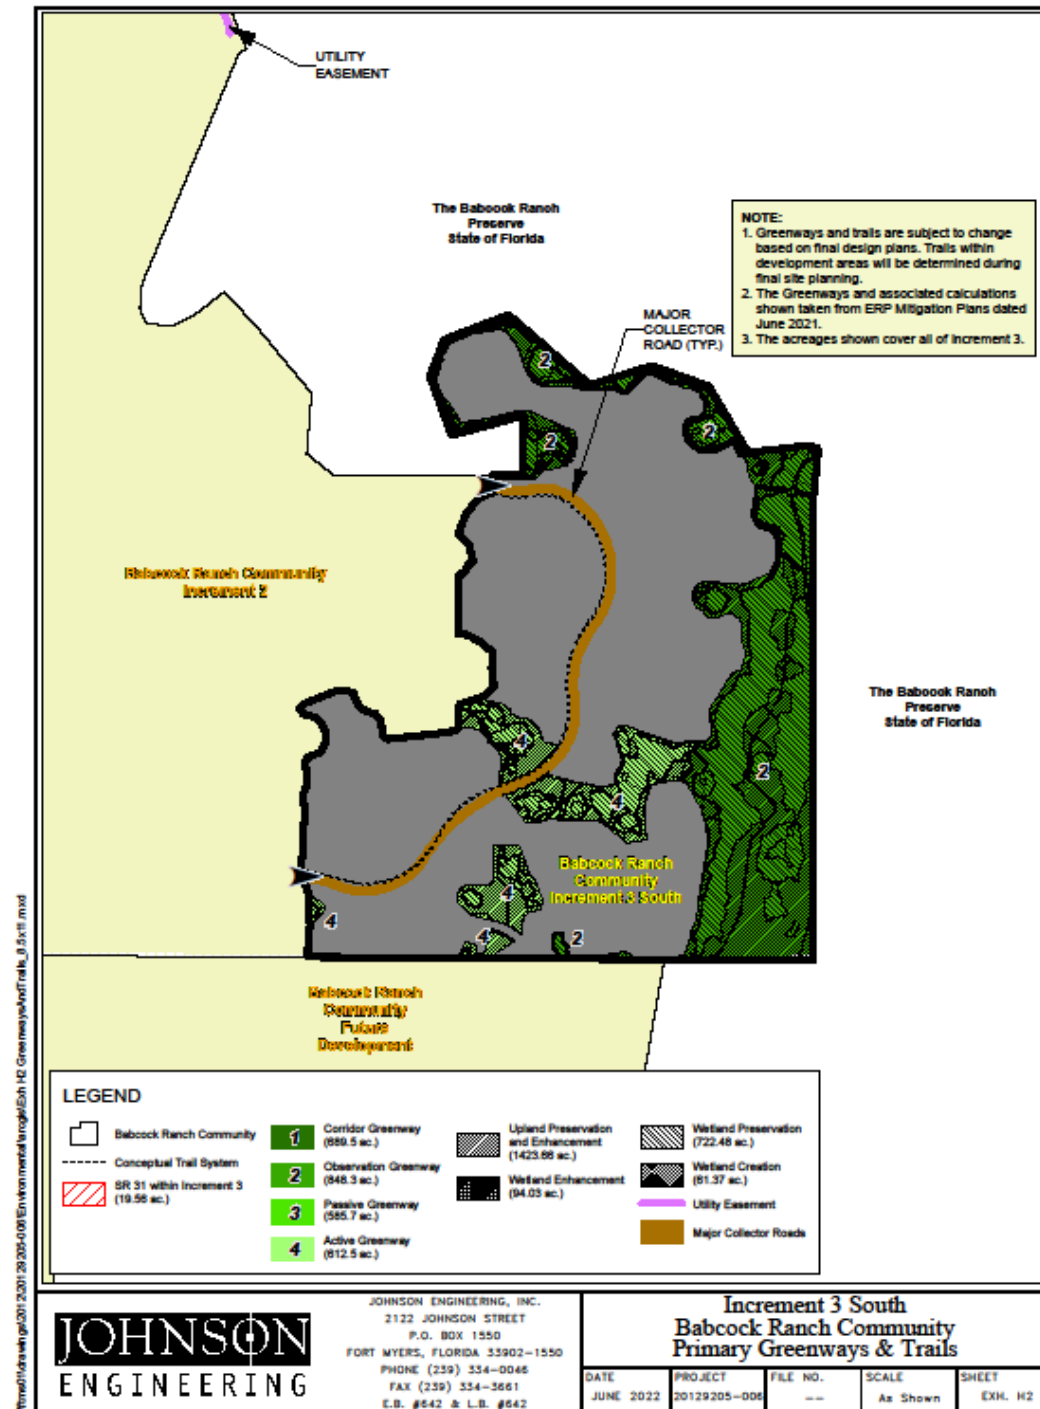 UTILITY
EASEMENT
The Babcock Ranch
Preserve
State of Florida
NOTE:
1. Greenways and trails are subject to change
based on final design plans. Trails within
development areas will be determined during
final site planning.
2. The Greenways and associated calculations
shown taken from ERP Mitigation Plans dated
June 2021.
3. The acreages shown cover all of Increment 3.
MAJOR
COLLECTOR
ROAD (TYP.)
2
2
2
Babcock Ranch Community
Increment 2
The Babcock Ranch
Preserve
State of Florida
4
2
4
Babcock Ranch
Community
Increment 3 South
4
4
4
2
Babcock Ranch
Community
Future
Development
LEGEND
Babcock Ranch Community
Conceptual Trail System
SR 31 within Increment 3
(19.56 ac.)
1 Corridor Greenway
(689.5 ac.)
2 Observation Greenway
(848.3 ac.)
3 Passive Greenway
(585.7 ac.)
4 Active Greenway
(612.5 ac.)
Upland Preservation
and Enhancement
(1423.66 ac.)
Wetland Enhancement
(94.03 ac.)
Wetland Preservation
(722.48 ac.)
Wetland Creation
(61.37 ac.)
Utility Easement
Major Collector Roads
JOHNSON
ENGINEERING
JOHNSON ENGINEERING, INC.
2122 JOHNSON STREET
P.O. BOX 1550
FORT MYERS, FLORIDA 33902-1550
PHONE (239) 334-0046
FAX (239) 334-3661
E.B. #642 & L.B. #642
Increment 3 South
Babcock Ranch Community
Primary Greenways & Trails
DATE
JUNE 2022
PROJECT
20129205-006
FILE NO.
--
SCALE
As Shown
SHEET
EXH. H2